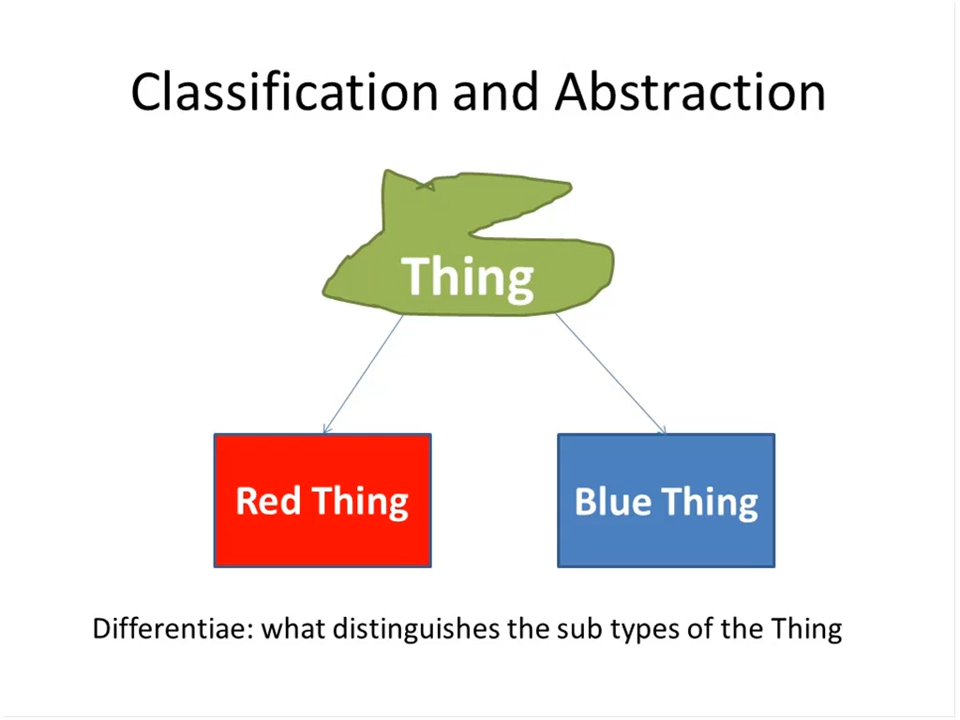 Classification and Abstraction
Thing
Red Thing
Blue Thing
Differentiae: what distinguishes the sub types of the Thing